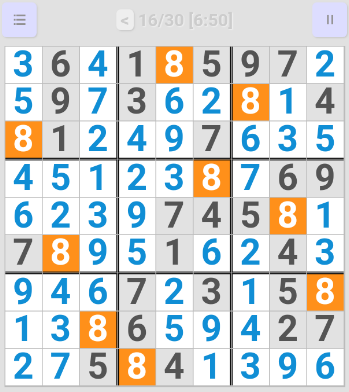 < 16/30 [6:50]
3 6 4 1 8 5 9 7 2
5 9 7 3 6 2 8 1 4
8 1 2 4 9 7 6 3 5
4 5 1 2 3 8 7 6 9
6 2 3 9 7 4 5 8 1
7 8 9 5 1 6 2 4 3
9 4 6 7 2 3 1 5 8
1 3 8 6 5 9 4 2 7
2 7 5 8 4 1 3 9 6